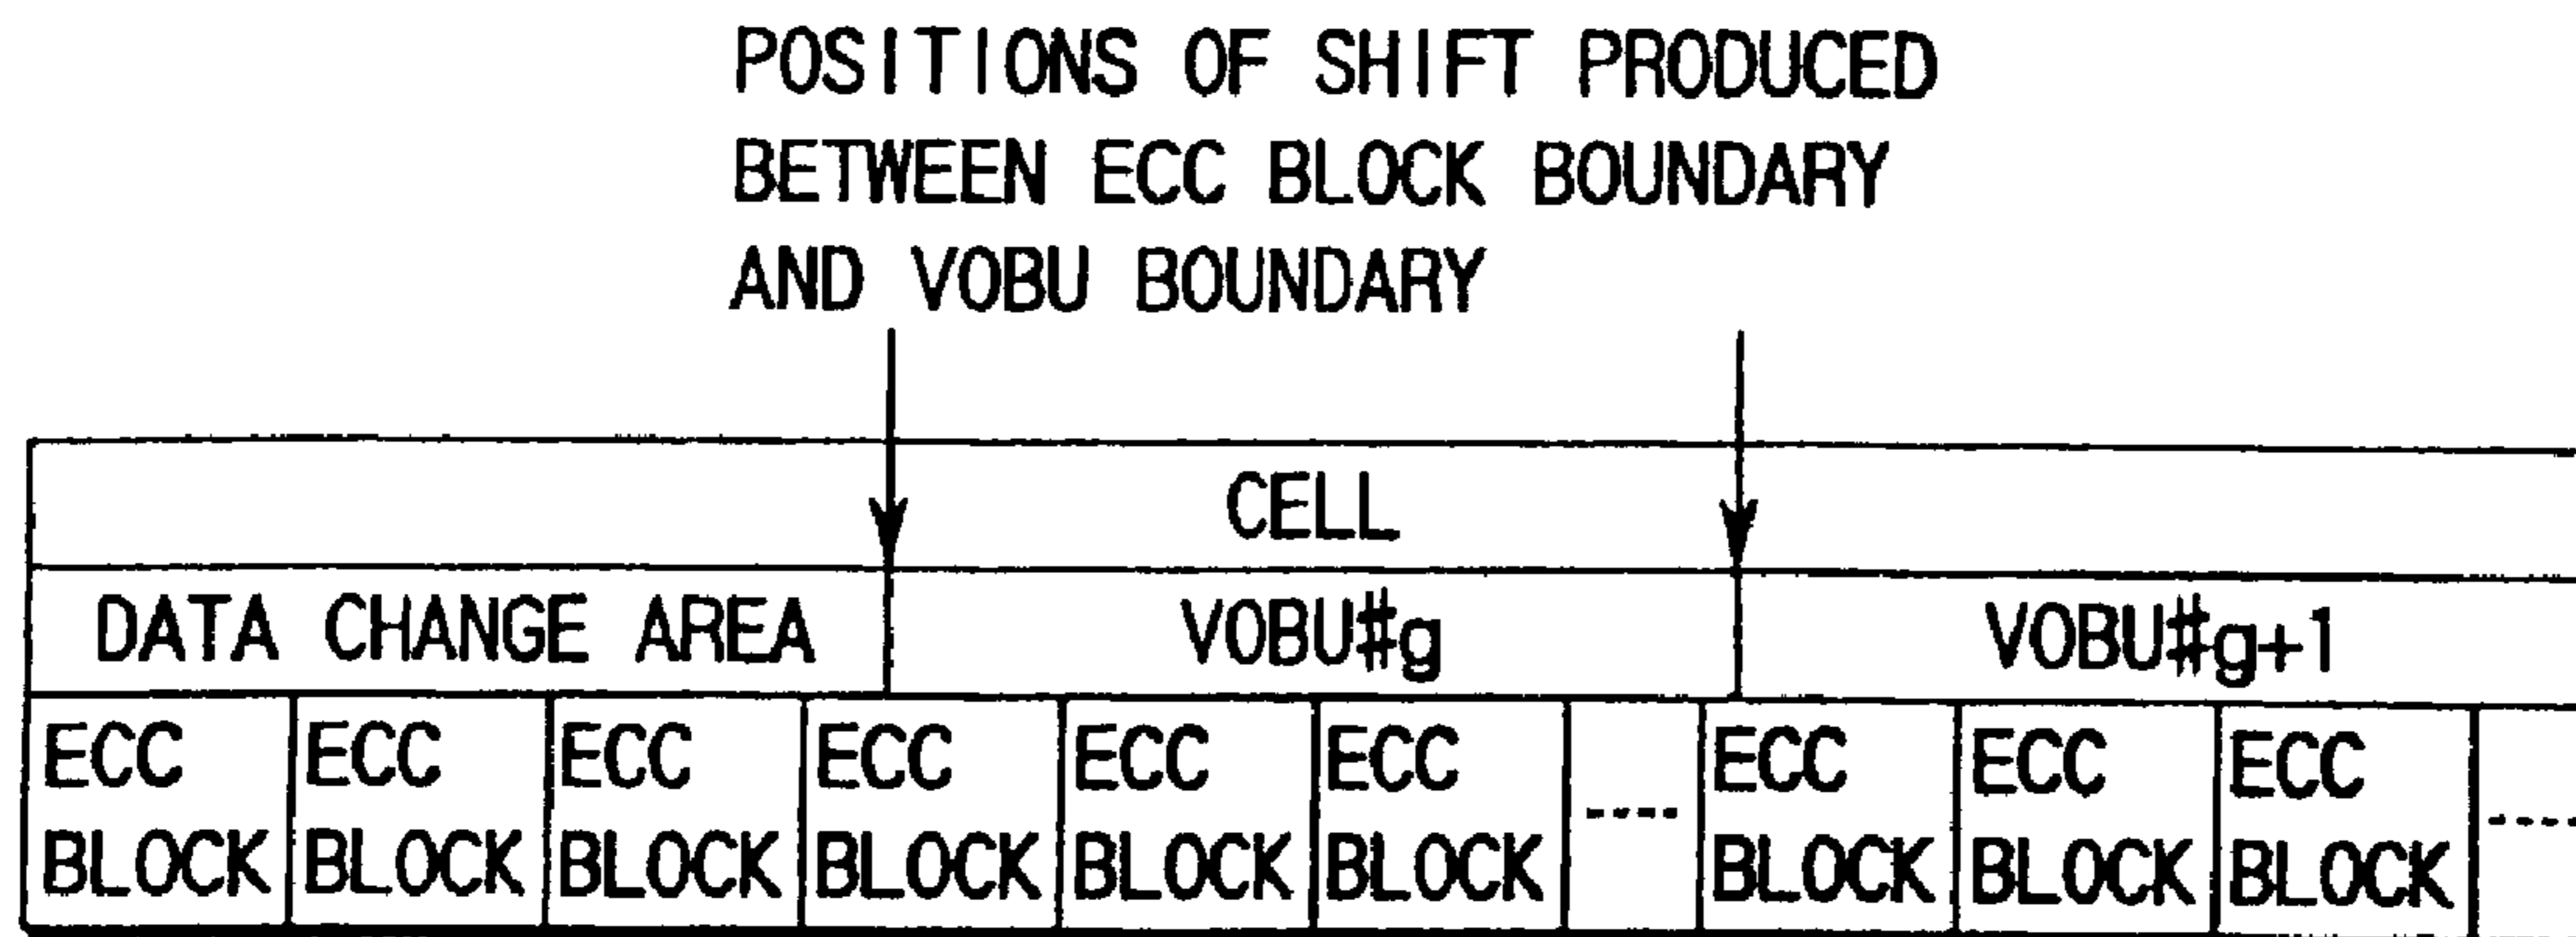 POSITIONS OF SHIFT PRODUCED
BETWEEN ECC BLOCK BOUNDARY
AND VOBU BOUNDARY
CELL
DATA CHANGE AREA VOBU#g VOBU#g+1
ECC ECC ECC ECC ECC ECC ---- ECC ECC ECC ----
BLOCK BLOCK BLOCK BLOCK BLOCK BLOCK BLOCK BLOCK BLOCK